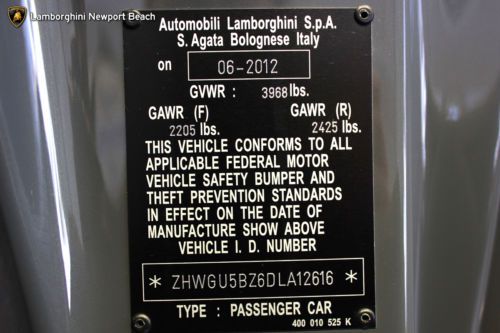 Lamborghini Newport Beach
Automobili Lamborghini S.p.A.
S. Agata Bolognese Italy
on 06-2012
GVWR : 3968 lbs.
GAWR (F) GAWR (R)
2205 lbs. 2425 lbs.
THIS VEHICLE CONFORMS TO ALL
APPLICABLE FEDERAL MOTOR
VEHICLE SAFETY BUMPER AND
THEFT PREVENTION STANDARDS
IN EFFECT ON THE DATE OF
MANUFACTURE SHOW ABOVE
VEHICLE I. D. NUMBER
* ZHWGU5BZ6DLA12616 *
TYPE : PASSENGER CAR
400 010 525 K